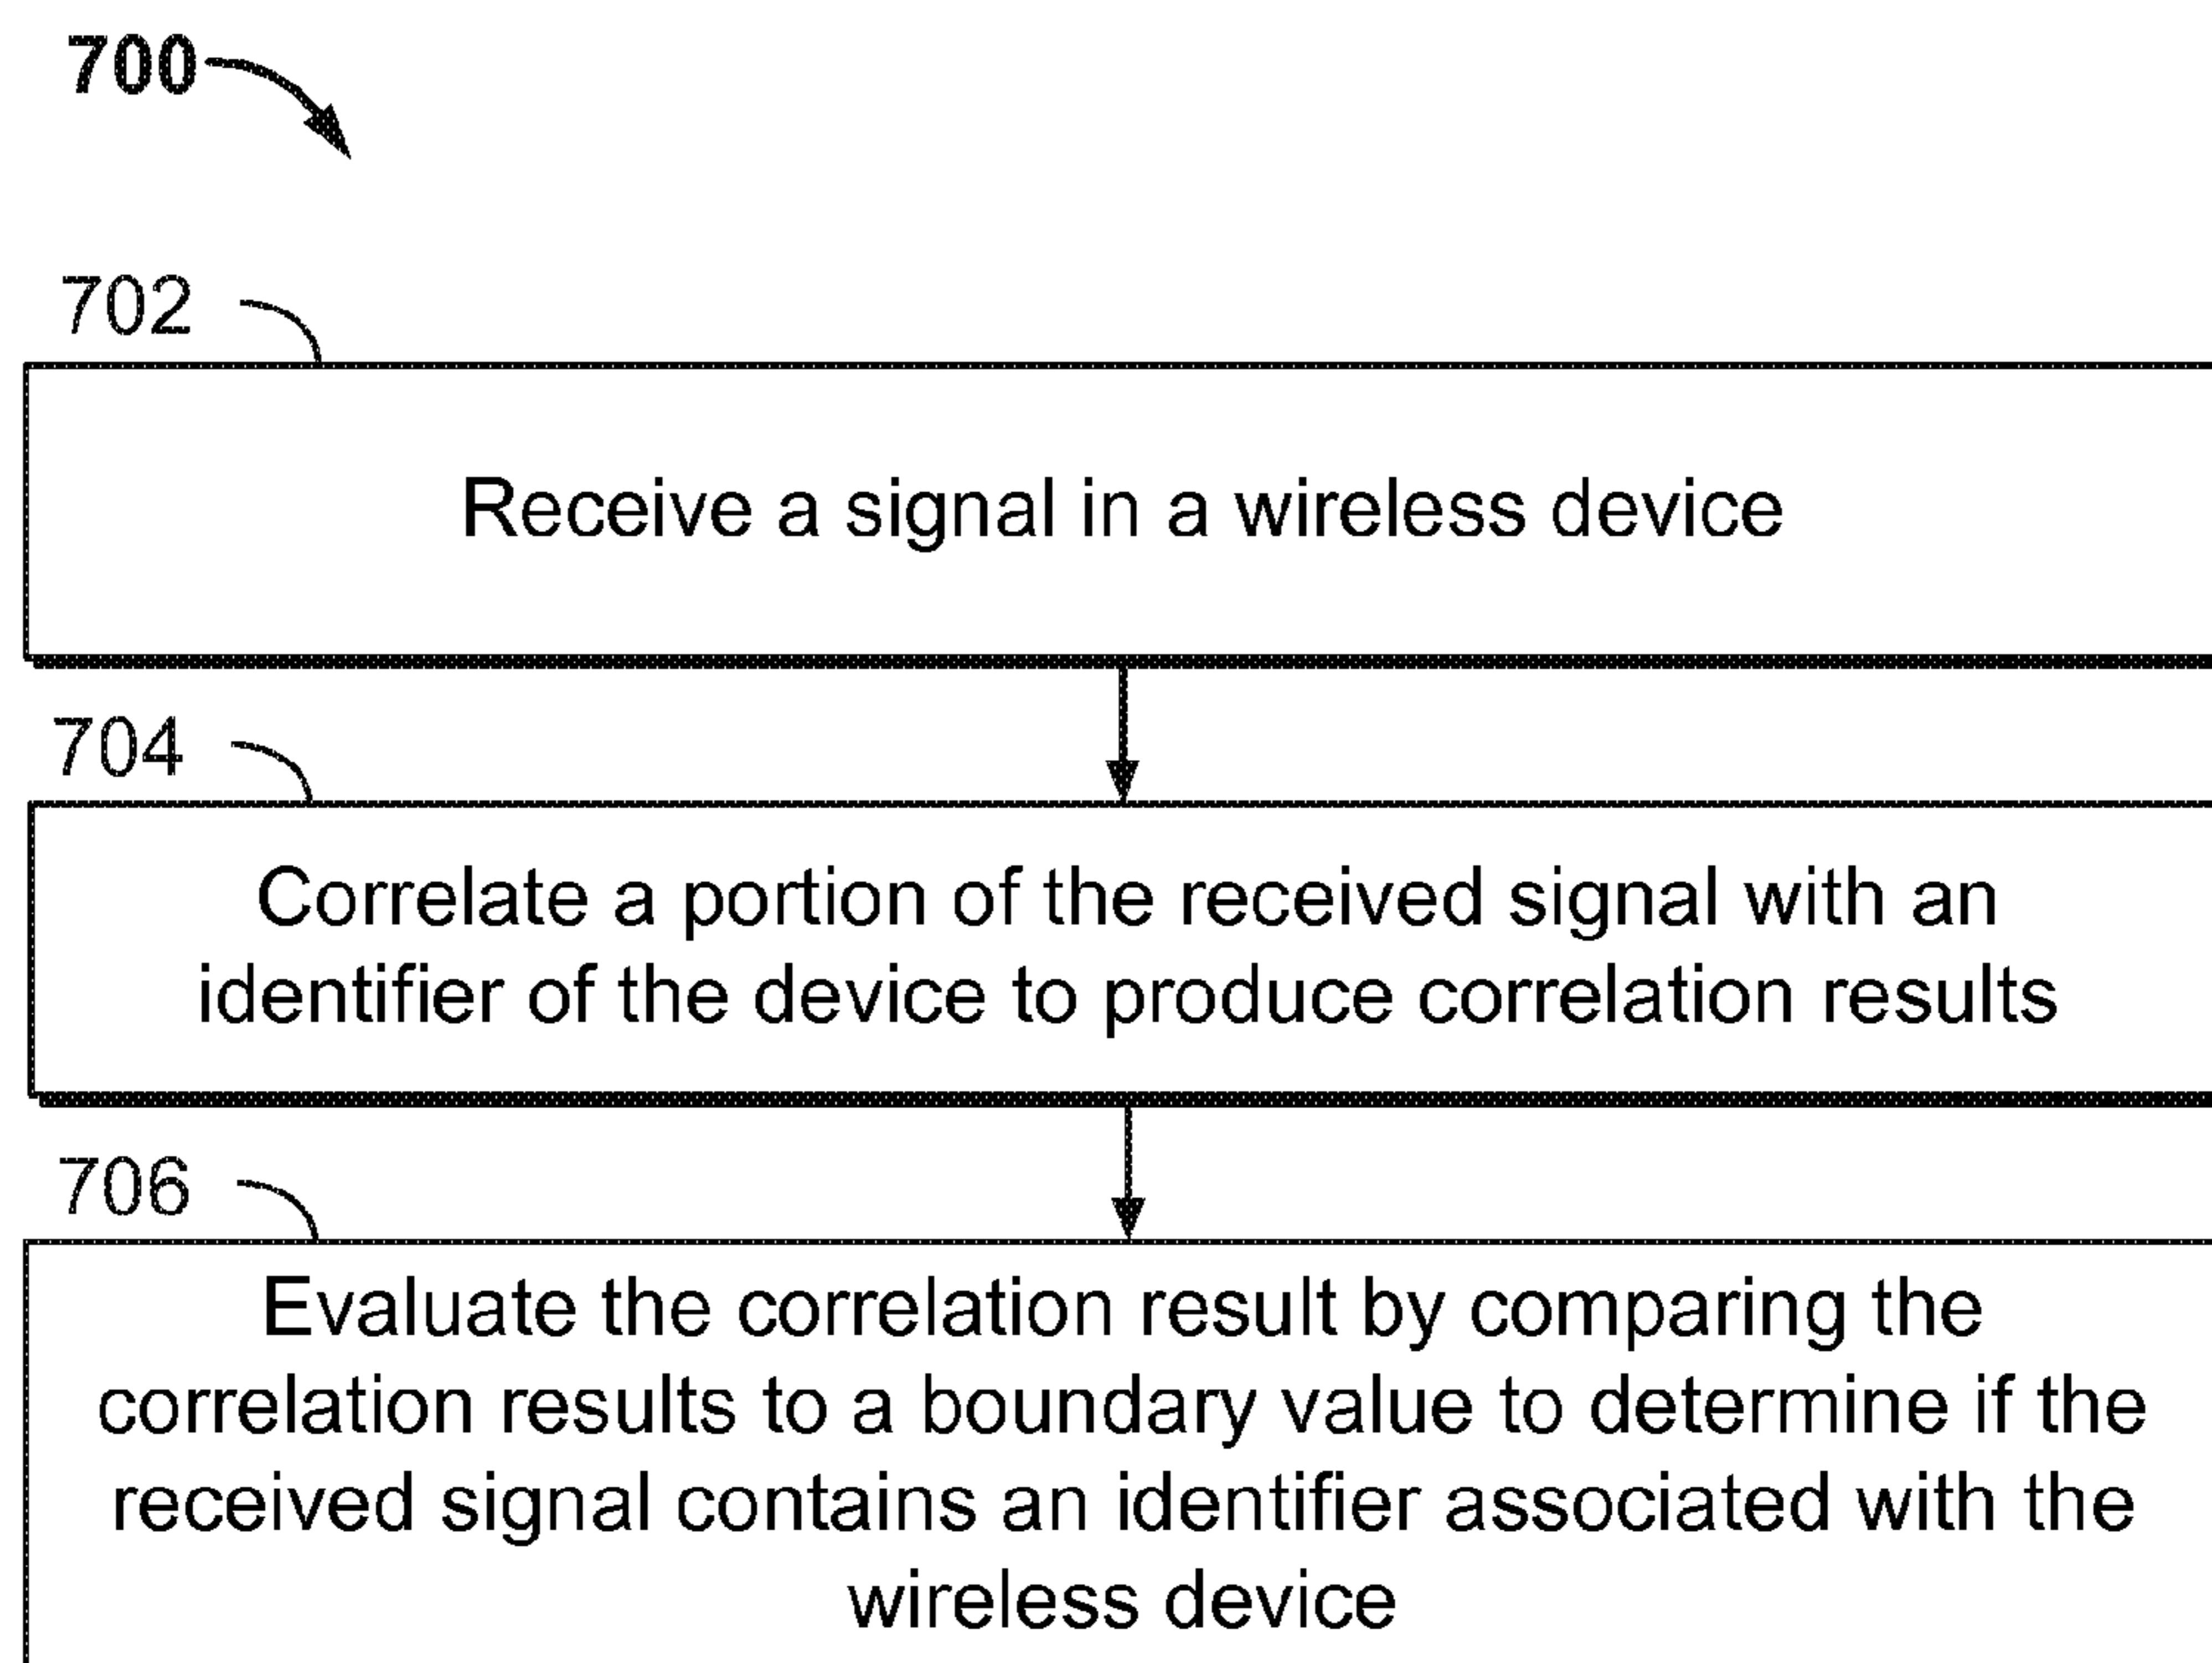 700
702
Receive a signal in a wireless device
704
Correlate a portion of the received signal with an
identifier of the device to produce correlation results
706
Evaluate the correlation result by comparing the
correlation results to a boundary value to determine if the
received signal contains an identifier associated with the
wireless device